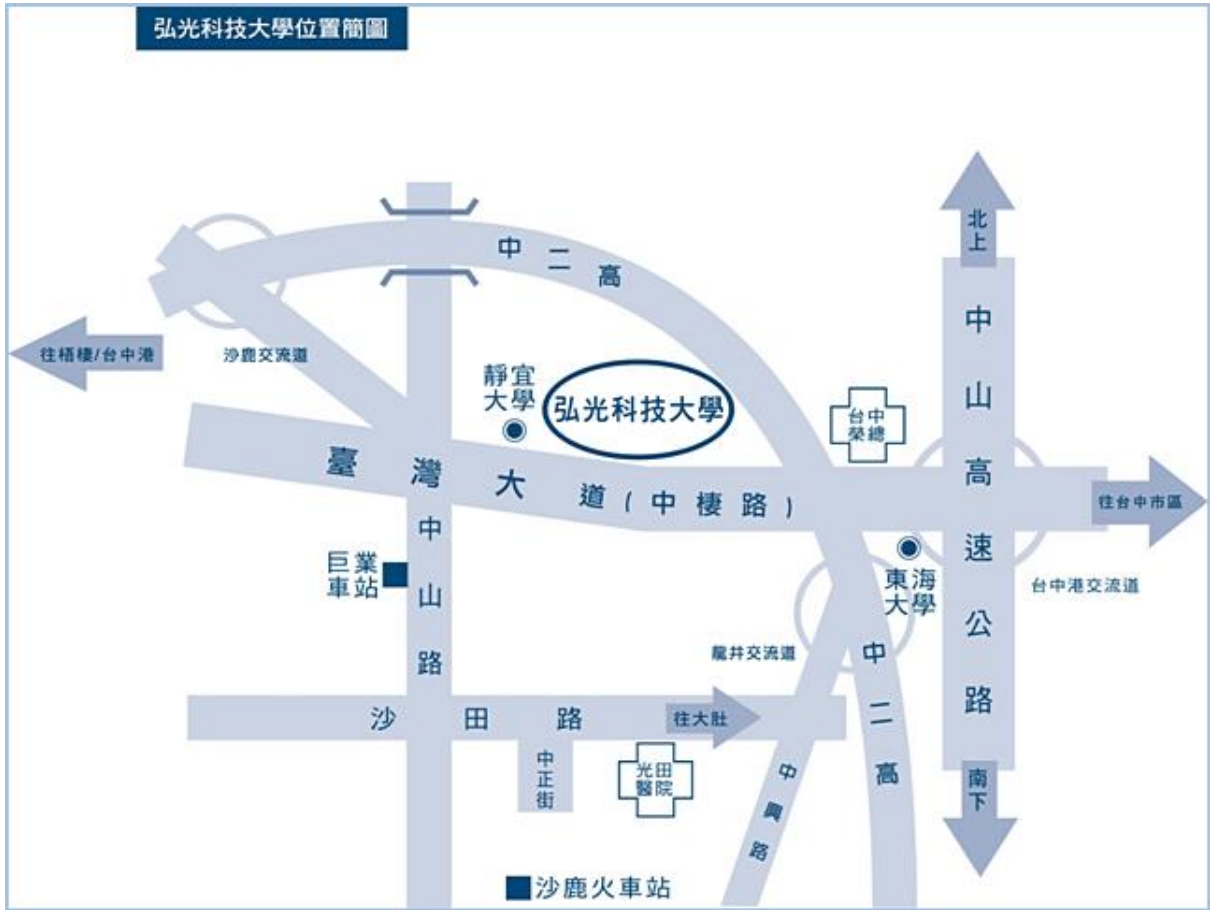 弘光科技大學位置簡圖
北上
中二高
中山高速公路
往梧棲/台中港
沙鹿交流道
靜宜
大學
弘光科技大學
台中
榮總
臺灣大道(中棲路)
往台中市區
中山路
巨業
車站
東海
大學
台中港交流道
龍井交流道
中二高
沙田路
往大肚
中正街
光田
醫院
中興路
南下
沙鹿火車站